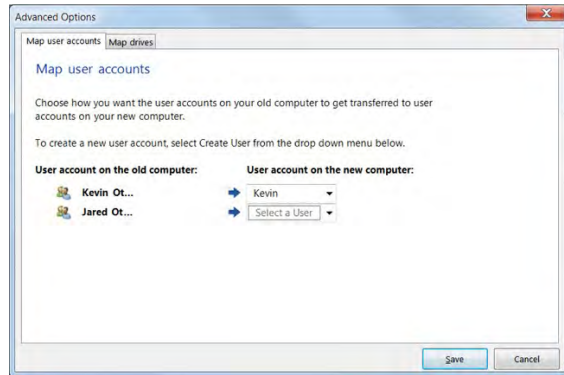 Advanced Options
Map user accounts Map drives
Map user accounts
Choose how you want the user accounts on your old computer to get transferred to user
accounts on your new computer.
To create a new user account, select Create User from the drop down menu below.
User account on the old computer: User account on the new computer:
Kevin Ot... Kevin
Jared Ot... Select a User
Save Cancel